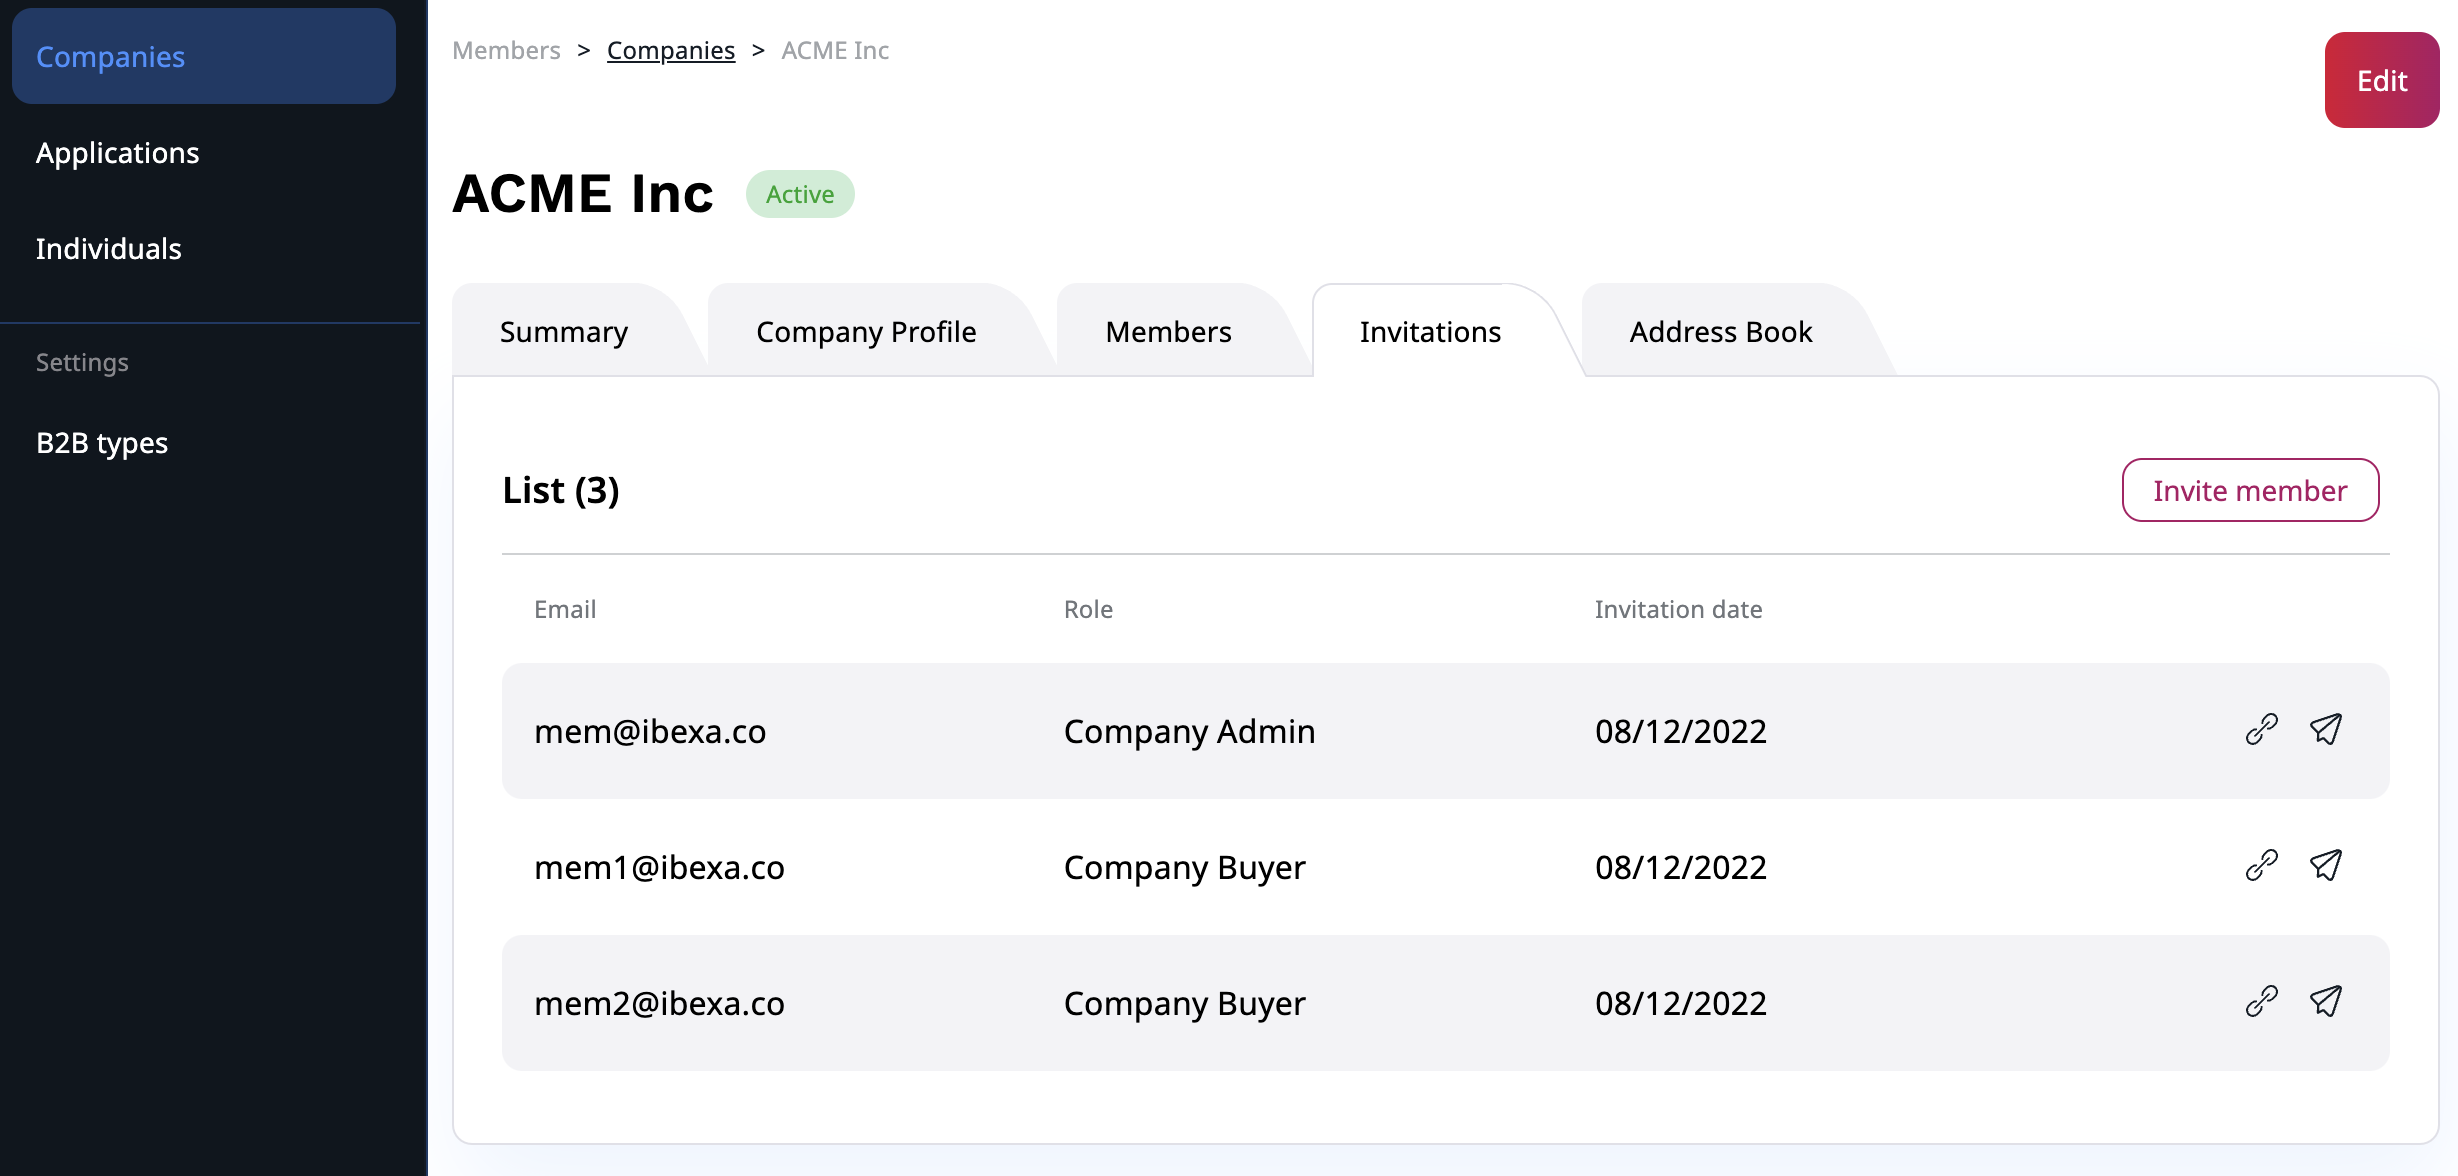 Companies
Applications
Individuals
Settings
B2B types
Members > Companies > ACME Inc
Edit
ACME Inc Active
Summary Company Profile Members Invitations Address Book
List (3) Invite member
Email Role Invitation date
mem@ibexa.co Company Admin 08/12/2022
mem1@ibexa.co Company Buyer 08/12/2022
mem2@ibexa.co Company Buyer 08/12/2022